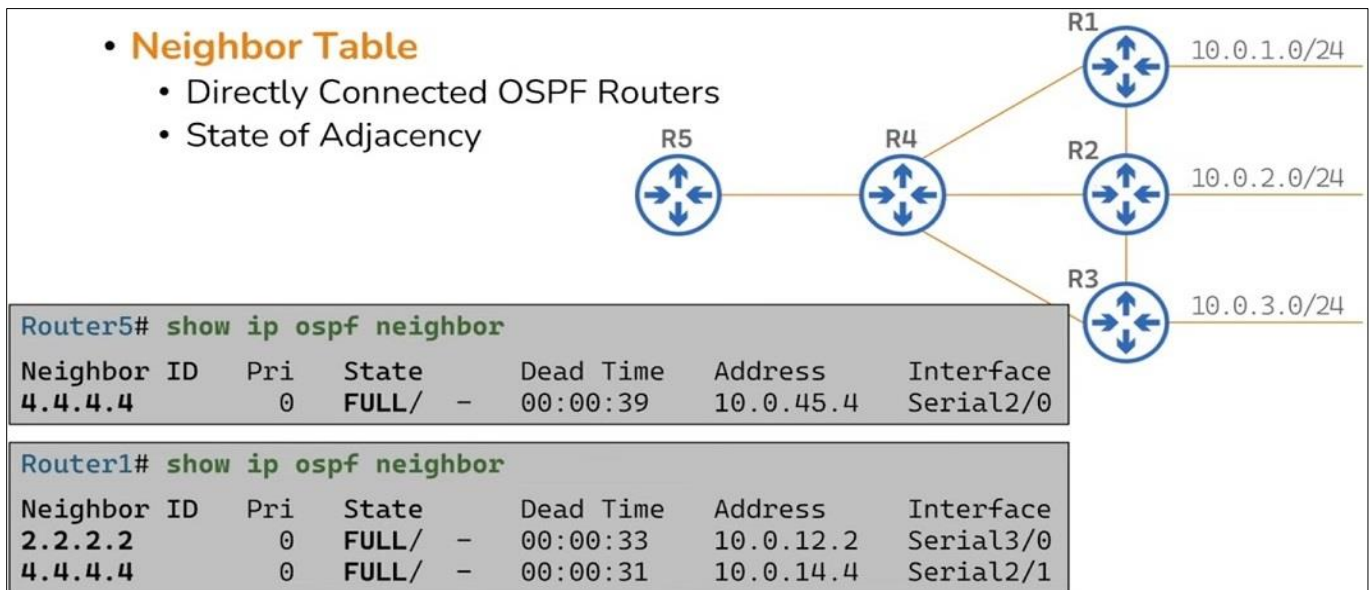 • Neighbor Table
• Directly Connected OSPF Routers
• State of Adjacency
R5
R4
R1
10.0.1.0/24
R2
10.0.2.0/24
R3
10.0.3.0/24
Router5# show ip ospf neighbor
Neighbor ID Pri State Dead Time Address Interface
4.4.4.4 0 FULL/ - 00:00:39 10.0.45.4 Serial2/0
Router1# show ip ospf neighbor
Neighbor ID Pri State Dead Time Address Interface
2.2.2.2 0 FULL/ - 00:00:33 10.0.12.2 Serial3/0
4.4.4.4 0 FULL/ - 00:00:31 10.0.14.4 Serial2/1